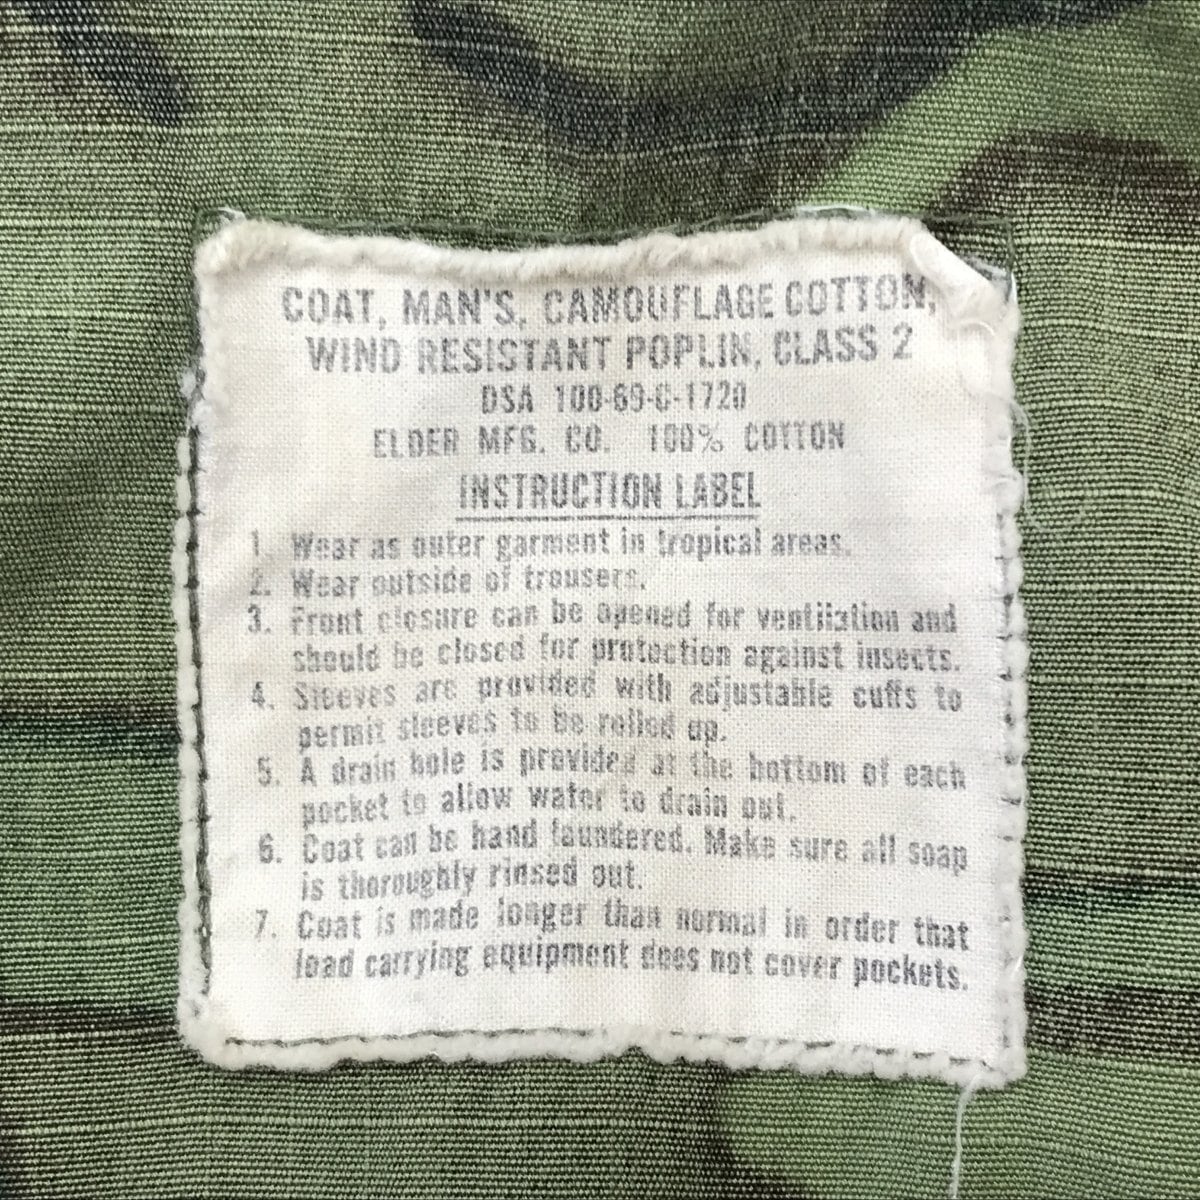 COAT, MAN'S, CAMOUFLAGE COTTON,
WIND RESISTANT POPLIN, CLASS 2
DSA 100-69-C-1720
ELDER MFG. CO. 100% COTTON
INSTRUCTION LABEL
1. Wear as outer garment in tropical areas.
2. Wear outside of trousers.
3. Front closure can be opened for ventilation and
should be closed for protection against insects.
4. Sleeves are provided with adjustable cuffs to
permit sleeves to be rolled up.
5. A drain hole is provided at the bottom of each
pocket to allow water to drain out.
6. Coat can be hand laundered. Make sure all soap
is thoroughly rinsed out.
7. Coat is made longer than normal in order that
load carrying equipment does not cover pockets.